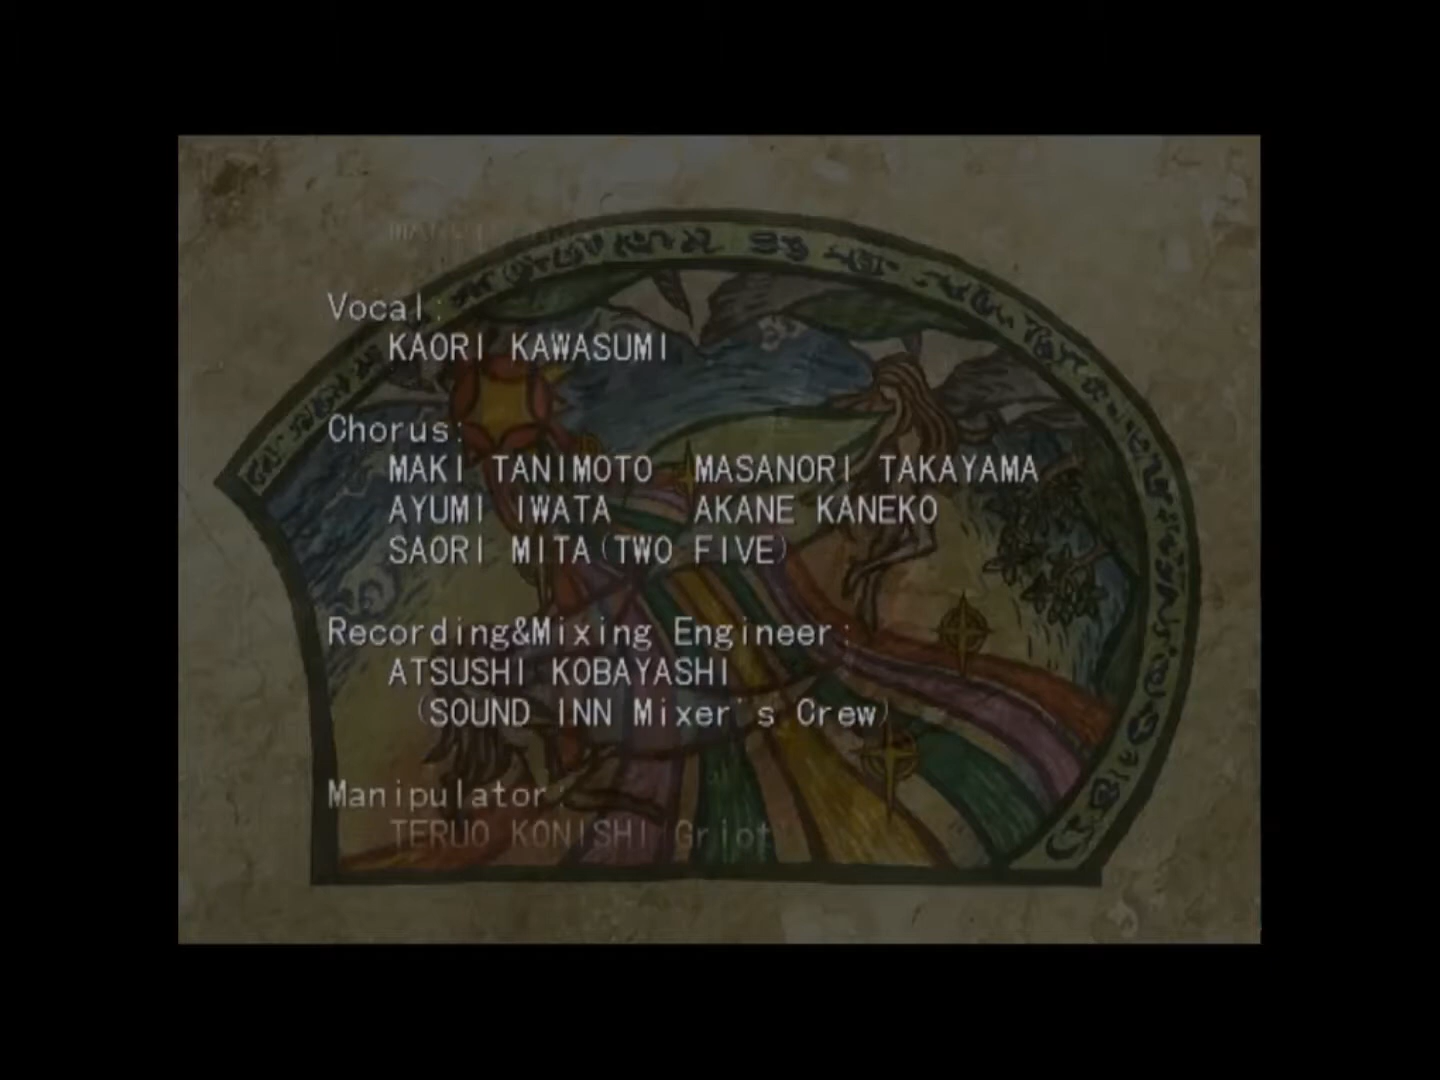 Vocal:
KAORI KAWASUMI
Chorus:
MAKI TANIMOTO MASANORI TAKAYAMA
AYUMI IWATA AKANE KANEKO
SAORI MITA(TWO FIVE)
Recording&Mixing Engineer:
ATSUSHI KOBAYASHI
(SOUND INN Mixer's Crew)
Manipulator:
TERUO KONISHI(Griot)